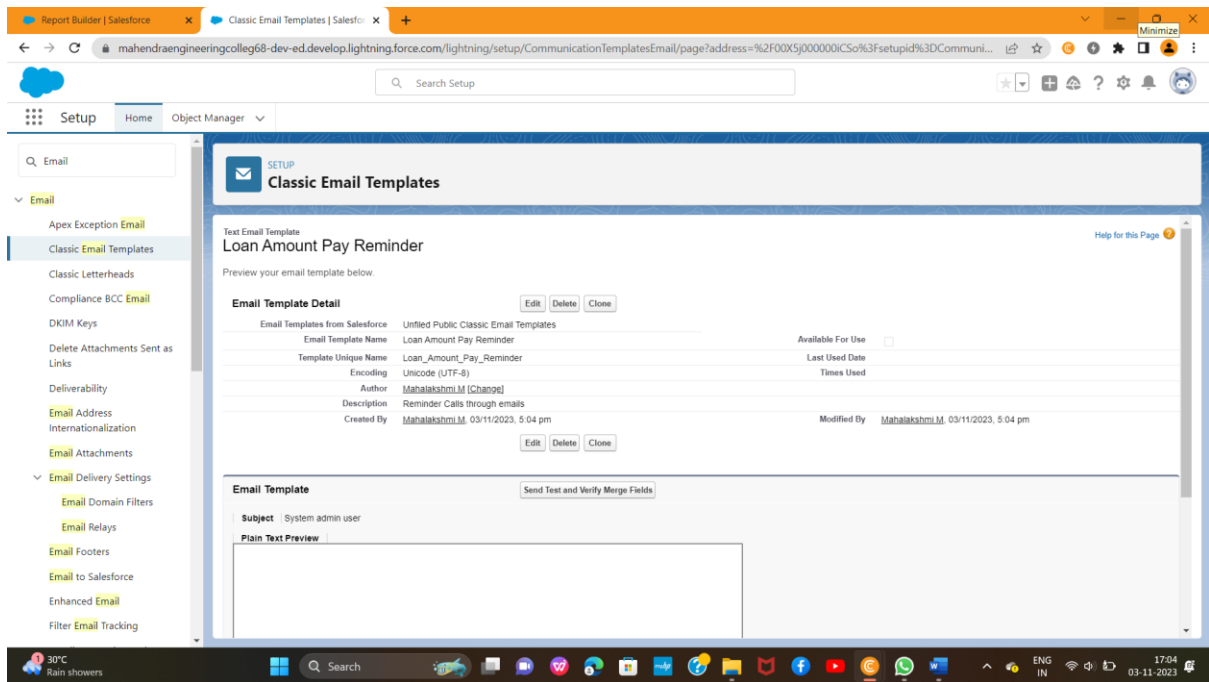 Report Builder | Salesforce
Classic Email Templates | Salesfo
Minimize
mahendraengineeringcolleg68-dev-ed.develop.lightning.force.com/lightning/setup/CommunicationTemplatesEmail/page?address=%2F00X5j000000iCSo%3Fsetupid%3DCommuni...
Search Setup
Setup Home Object Manager
Email
Email
Apex Exception Email
Classic Email Templates
Classic Letterheads
Compliance BCC Email
DKIM Keys
Delete Attachments Sent as
Links
Deliverability
Email Address
Internationalization
Email Attachments
Email Delivery Settings
Email Domain Filters
Email Relays
Email Footers
Email to Salesforce
Enhanced Email
Filter Email Tracking
SETUP
Classic Email Templates
Text Email Template
Loan Amount Pay Reminder
Help for this Page
Preview your email template below.
Email Template Detail Edit Delete Clone
Email Templates from Salesforce Unfiled Public Classic Email Templates
Email Template Name Loan Amount Pay Reminder Available For Use
Template Unique Name Loan_Amount_Pay_Reminder Last Used Date
Encoding Unicode (UTF-8) Times Used
Author Mahalakshmi M [Change]
Description Reminder Calls through emails
Created By Mahalakshmi M, 03/11/2023, 5:04 pm Modified By Mahalakshmi M, 03/11/2023, 5:04 pm
Edit Delete Clone
Email Template Send Test and Verify Merge Fields
Subject System admin user
Plain Text Preview
1
30°C
Rain showers
Search
ENG
IN
17:04
03-11-2023